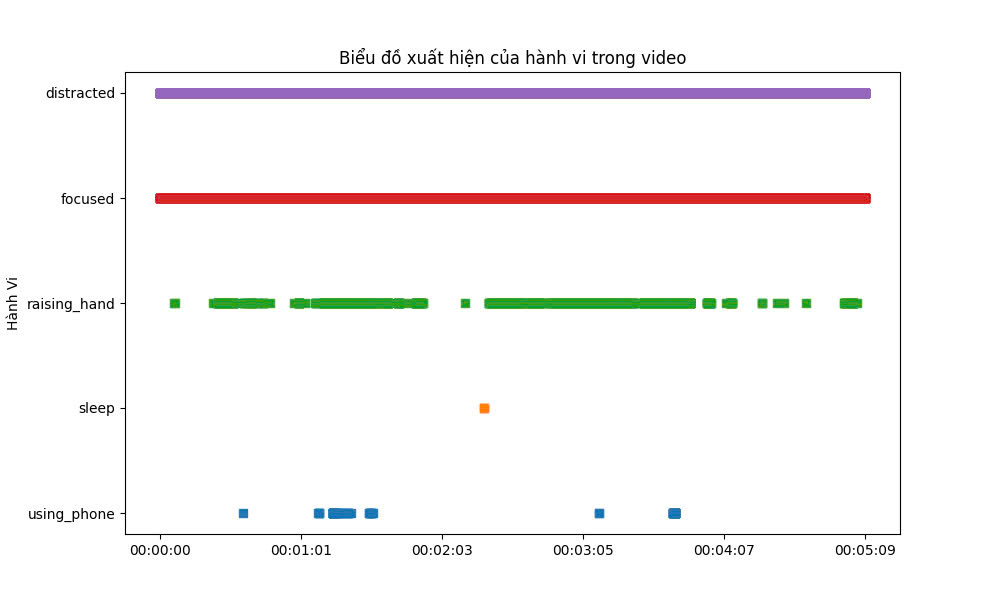 Biểu đồ xuất hiện của hành vi trong video
Hành Vi
distracted
focused
raising_hand
sleep
using_phone
00:00:00 00:01:01 00:02:03 00:03:05 00:04:07 00:05:09